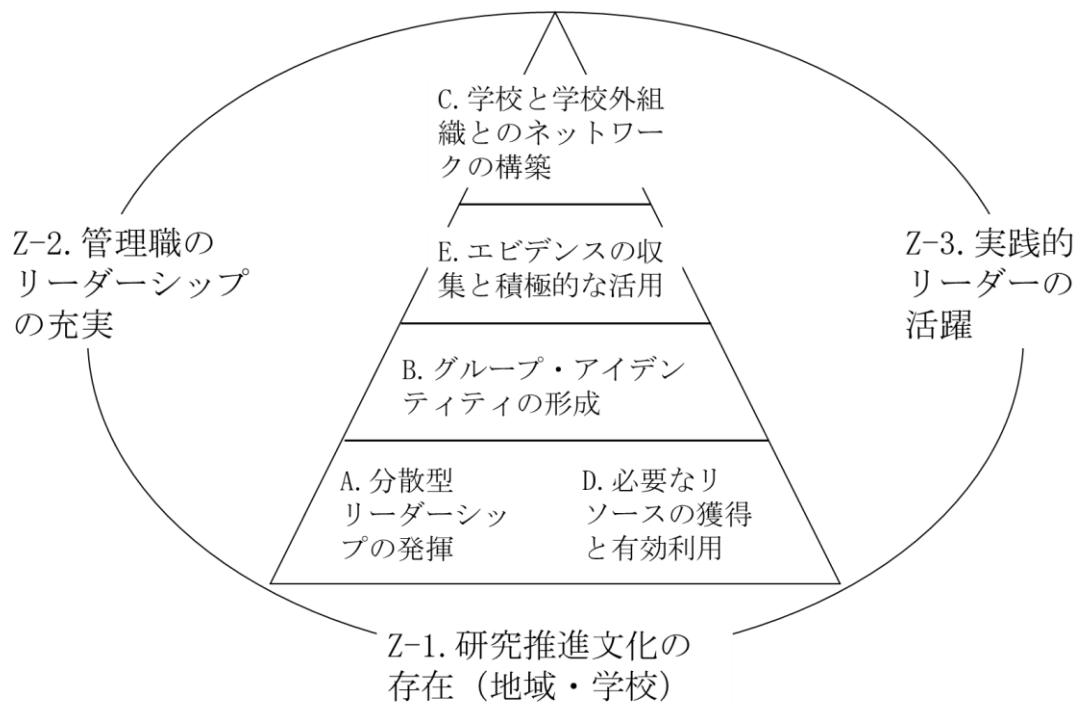 C.学校と学校外組
織とのネットワー
クの構築
Z-2.管理職の
リーダーシップ
の充実
E.エビデンスの収
集と積極的な活用
Z-3.実践的
リーダーの
活躍
B.グループ・アイデン
ティティの形成
A.分散型
リーダーシッ
プの発揮
D.必要なリ
ソースの獲得
と有効利用
Z-1.研究推進文化の
存在（地域・学校）